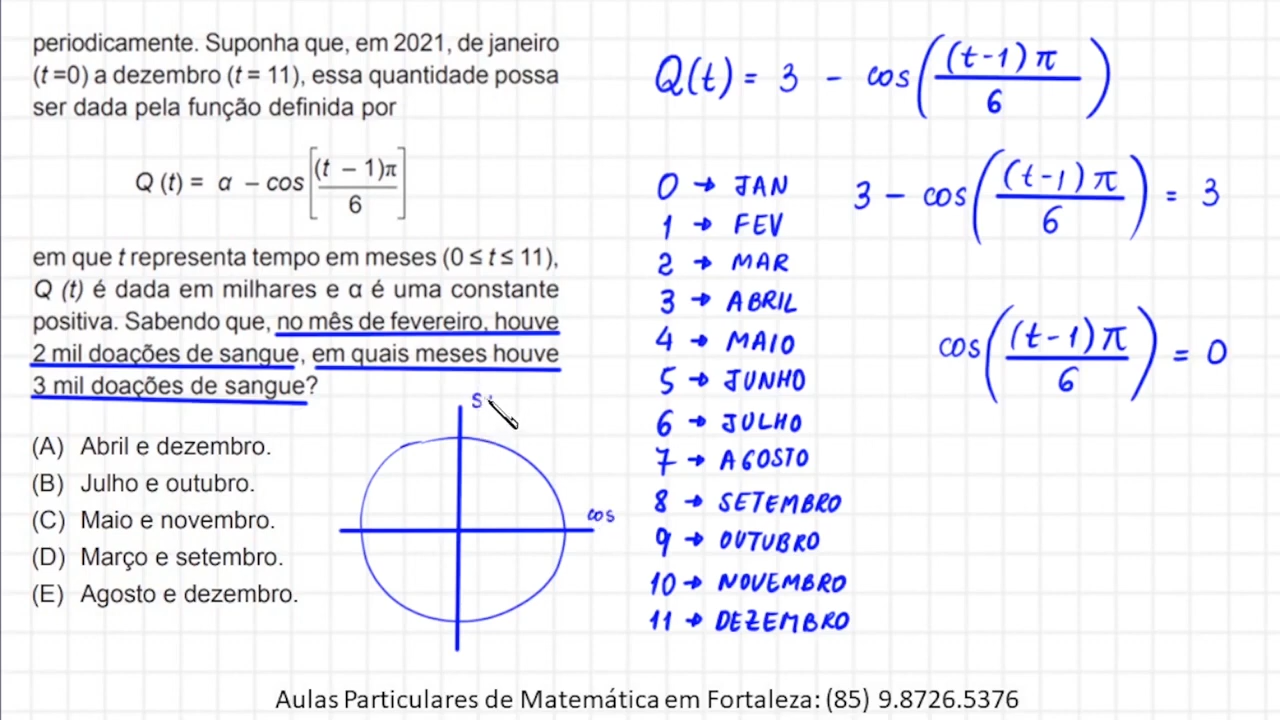 periodicamente. Suponha que, em 2021, de janeiro
(t =0) a dezembro (t = 11), essa quantidade possa
ser dada pela função definida por
Q (t) = α - cos[(t - 1)π/6]
em que t representa tempo em meses (0 ≤ t ≤ 11),
Q (t) é dada em milhares e α é uma constante
positiva. Sabendo que, no mês de fevereiro, houve
2 mil doações de sangue, em quais meses houve
3 mil doações de sangue?
(A) Abril e dezembro.
(B) Julho e outubro.
(C) Maio e novembro.
(D) Março e setembro.
(E) Agosto e dezembro.
s
cos
Q(t) = 3 - cos((t-1)π/6)
0 → JAN
1 → FEV
2 → MAR
3 → ABRIL
4 → MAIO
5 → JUNHO
6 → JULHO
7 → AGOSTO
8 → SETEMBRO
9 → OUTUBRO
10 → NOVEMBRO
11 → DEZEMBRO
3 - cos((t-1)π/6) = 3
cos((t-1)π/6) = 0
Aulas Particulares de Matemática em Fortaleza: (85) 9.8726.5376